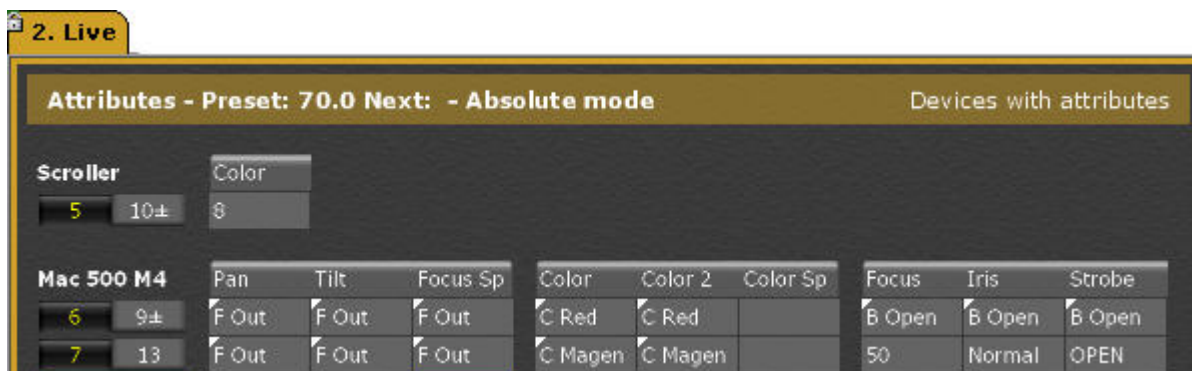 2. Live
Attributes - Preset: 70.0 Next:  - Absolute mode Devices with attributes
Scroller Color
5 10± 8
Mac 500 M4 Pan Tilt Focus Sp Color Color 2 Color Sp Focus Iris Strobe
6 9± F Out F Out F Out C Red C Red B Open B Open B Open
7 13 F Out F Out F Out C Magen C Magen 50 Normal OPEN